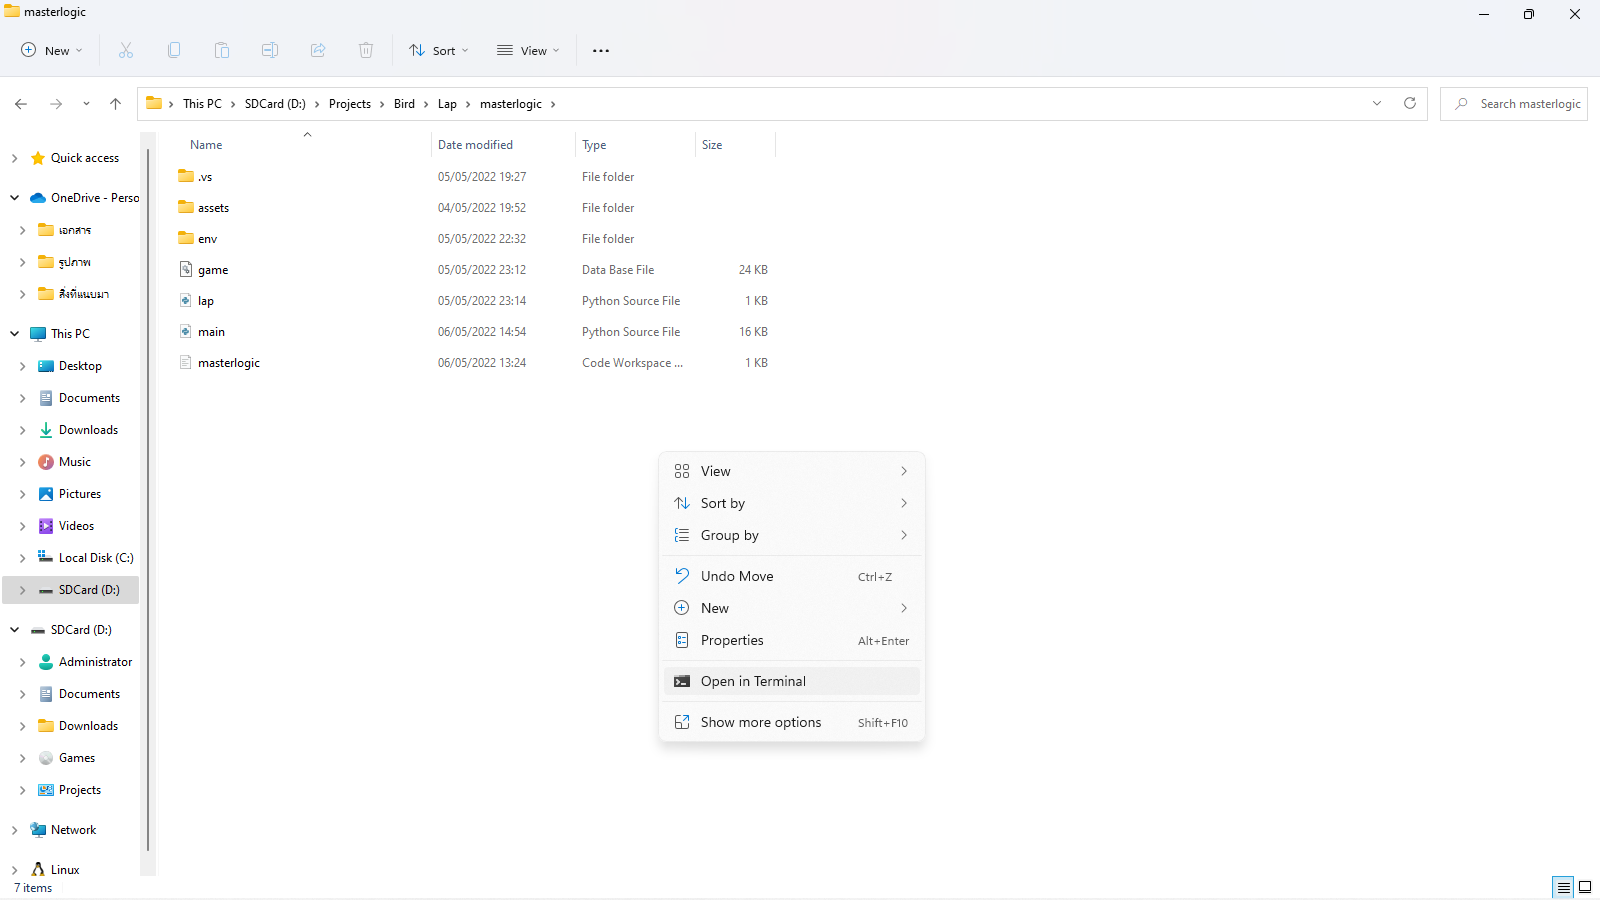 masterlogic
New
Sort
View
This PC
SDCard (D:)
Projects
Bird
Lap
masterlogic
Search masterlogic
Quick access
OneDrive - Perso
เอกสาร
รูปภาพ
สิ่งที่แนบมา
This PC
Desktop
Documents
Downloads
Music
Pictures
Videos
Local Disk (C:)
SDCard (D:)
SDCard (D:)
Administrator
Documents
Downloads
Games
Projects
Network
Linux
7 items
Name Date modified Type Size
.vs 05/05/2022 19:27 File folder
assets 04/05/2022 19:52 File folder
env 05/05/2022 22:32 File folder
game 05/05/2022 23:12 Data Base File 24 KB
lap 05/05/2022 23:14 Python Source File 1 KB
main 06/05/2022 14:54 Python Source File 16 KB
masterlogic 06/05/2022 13:24 Code Workspace ... 1 KB
View
Sort by
Group by
Undo Move Ctrl+Z
New
Properties Alt+Enter
Open in Terminal
Show more options Shift+F10